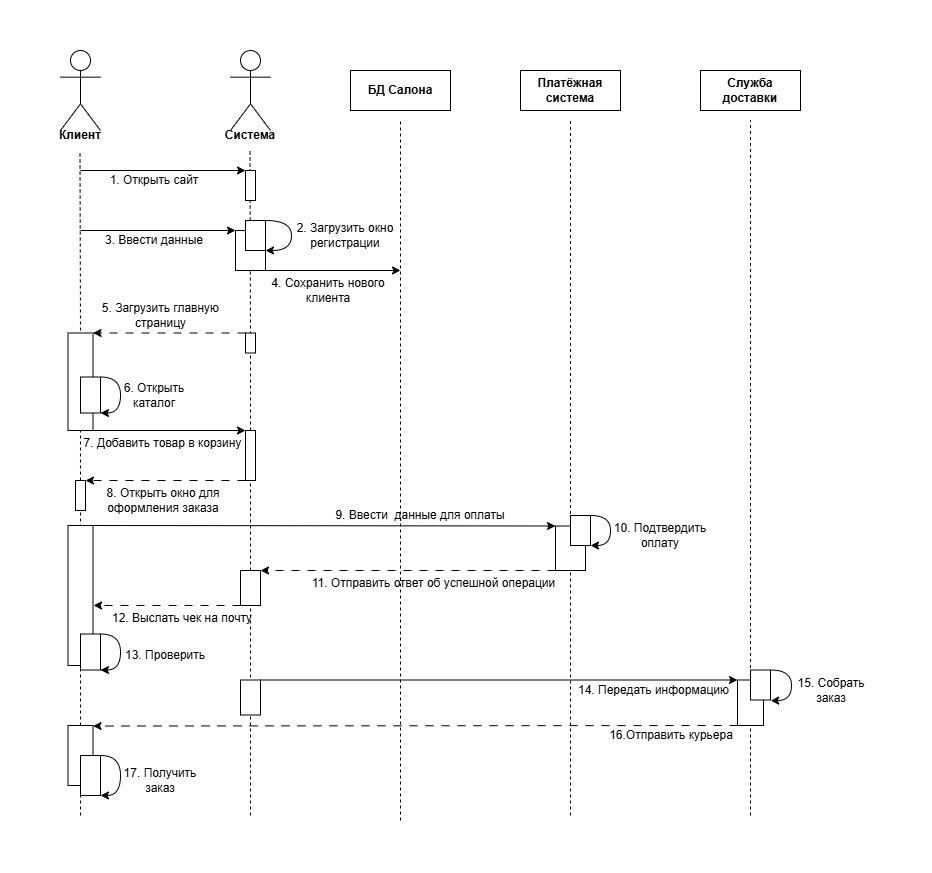 Клиент
Система
БД Салона
Платёжная
система
Служба
доставки
1. Открыть сайт
2. Загрузить окно
регистрации
3. Ввести данные
4. Сохранить нового
клиента
5. Загрузить главную
страницу
6. Открыть
каталог
7. Добавить товар в корзину
8. Открыть окно для
оформления заказа
9. Ввести  данные для оплаты
10. Подтвердить
оплату
11. Отправить ответ об успешной операции
12. Выслать чек на почту
13. Проверить
14. Передать информацию
15. Собрать
заказ
16.Отправить курьера
17. Получить
заказ